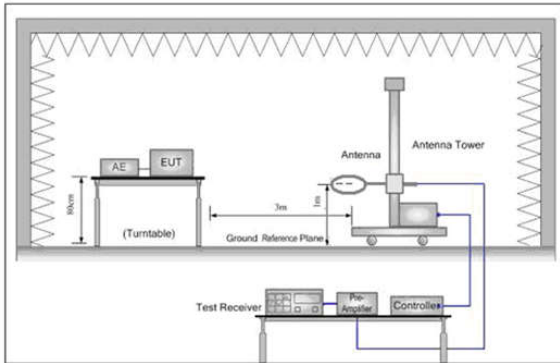 AE
EUT
80cm
(Turntable)
3m
1m
Antenna
Antenna Tower
Ground Reference Plane
Test Receiver
Pre-
Amplifier
Controller